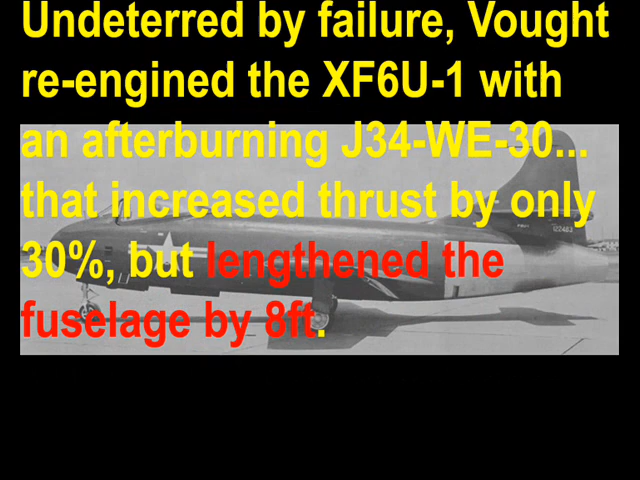 Undeterred by failure, Vought
re-engined the XF6U-1 with
an afterburning J34-WE-30...
that increased thrust by only
30%, but lengthened the
fuselage by 8ft.
122483